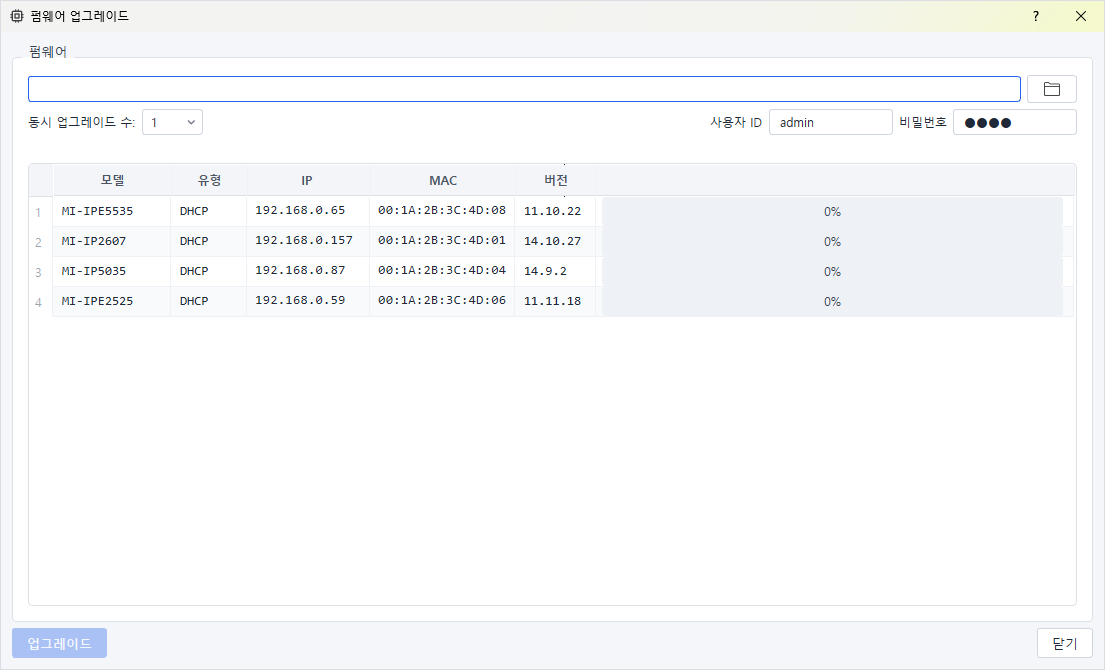 펌웨어 업그레이드 ?
펌웨어
동시 업그레이드 수: 1 사용자 ID admin 비밀번호 ●●●●
모델 유형 IP MAC 버전
1 MI-IPE5535 DHCP 192.168.0.65 00:1A:2B:3C:4D:08 11.10.22 0%
2 MI-IP2607 DHCP 192.168.0.157 00:1A:2B:3C:4D:01 14.10.27 0%
3 MI-IP5035 DHCP 192.168.0.87 00:1A:2B:3C:4D:04 14.9.2 0%
4 MI-IPE2525 DHCP 192.168.0.59 00:1A:2B:3C:4D:06 11.11.18 0%
업그레이드 닫기